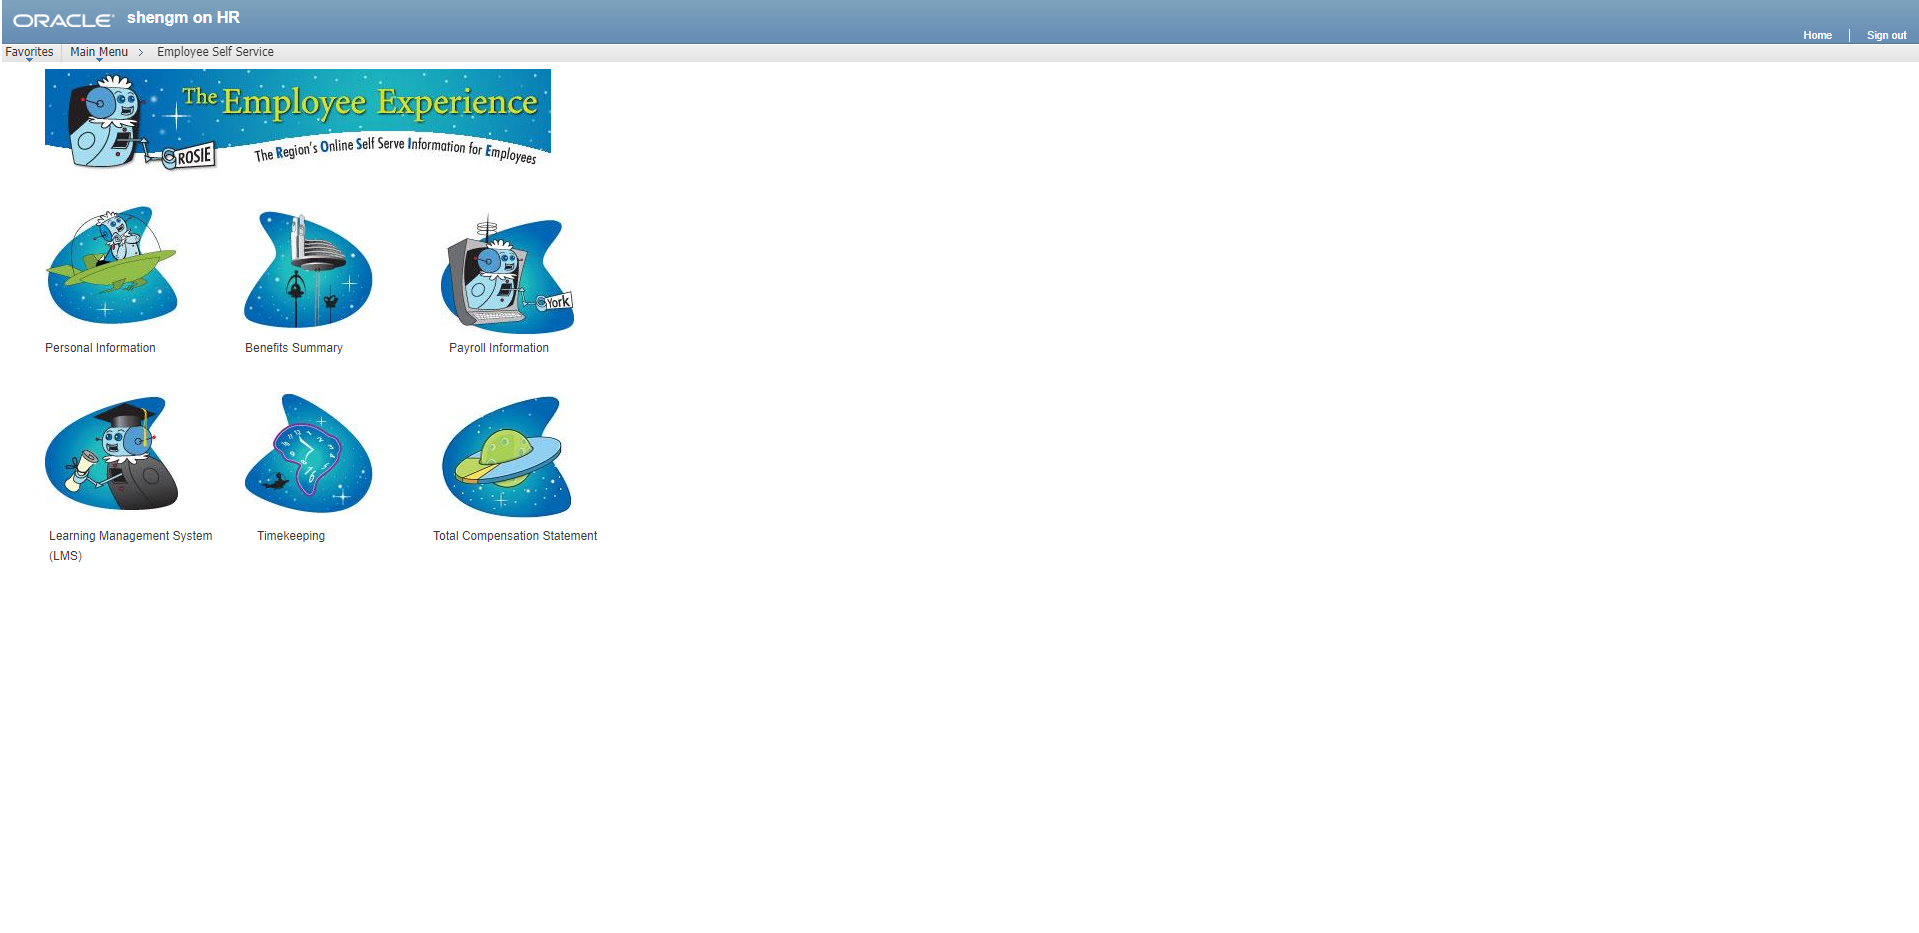 ORACLE shengm on HR
Home Sign out
Favorites Main Menu > Employee Self Service
The Employee Experience
ROSIE
The Region's Online Self Serve Information for Employees
York
Personal Information Benefits Summary Payroll Information
Learning Management System
(LMS)
Timekeeping
Total Compensation Statement